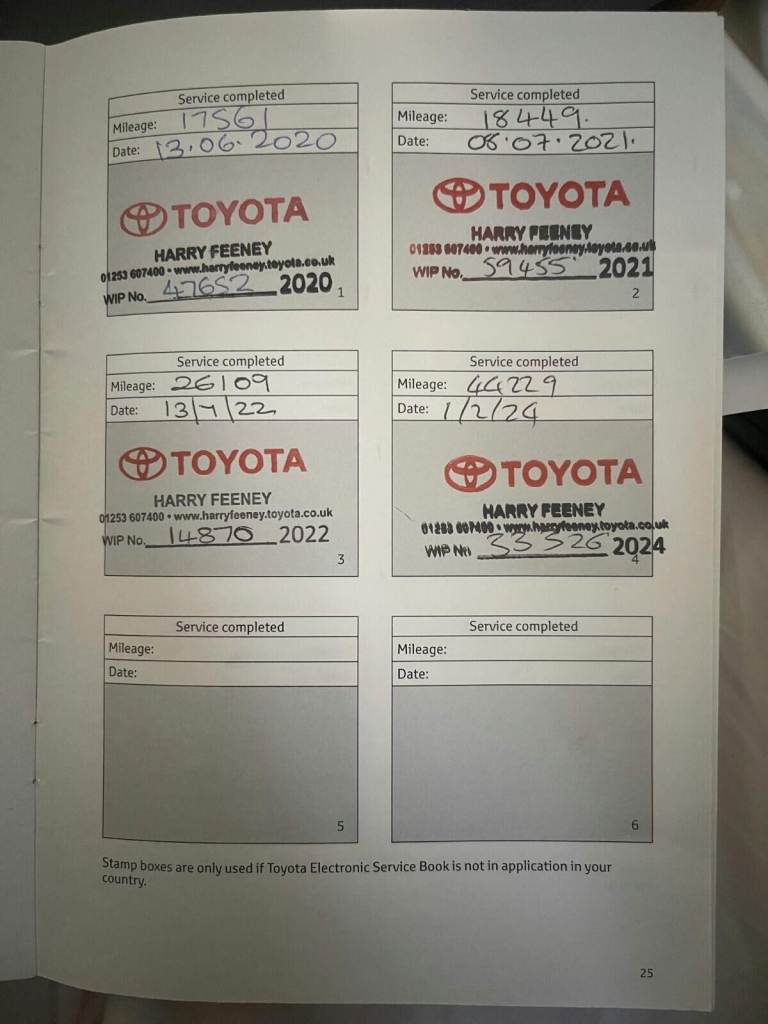 Service completed
Mileage: 17561
Date: 13.06.2020
TOYOTA
HARRY FEENEY
01253 607400 • www.harryfeeney.toyota.co.uk
WIP No. 47652 2020
1
Service completed
Mileage: 18449.
Date: 08.07.2021.
TOYOTA
HARRY FEENEY
01253 607400 • www.harryfeeney.toyota.co.uk
WIP No. 59455 2021
2
Service completed
Mileage: 26109
Date: 13/7/22
TOYOTA
HARRY FEENEY
01253 607400 • www.harryfeeney.toyota.co.uk
WIP No. 14870 2022
3
Service completed
Mileage: 44229
Date: 1/2/24
TOYOTA
HARRY FEENEY
01253 607400 • www.harryfeeney.toyota.co.uk
WIP No. 33526 2024
4
Service completed
Mileage:
Date:
5
Service completed
Mileage:
Date:
6
Stamp boxes are only used if Toyota Electronic Service Book is not in application in your
country.
25